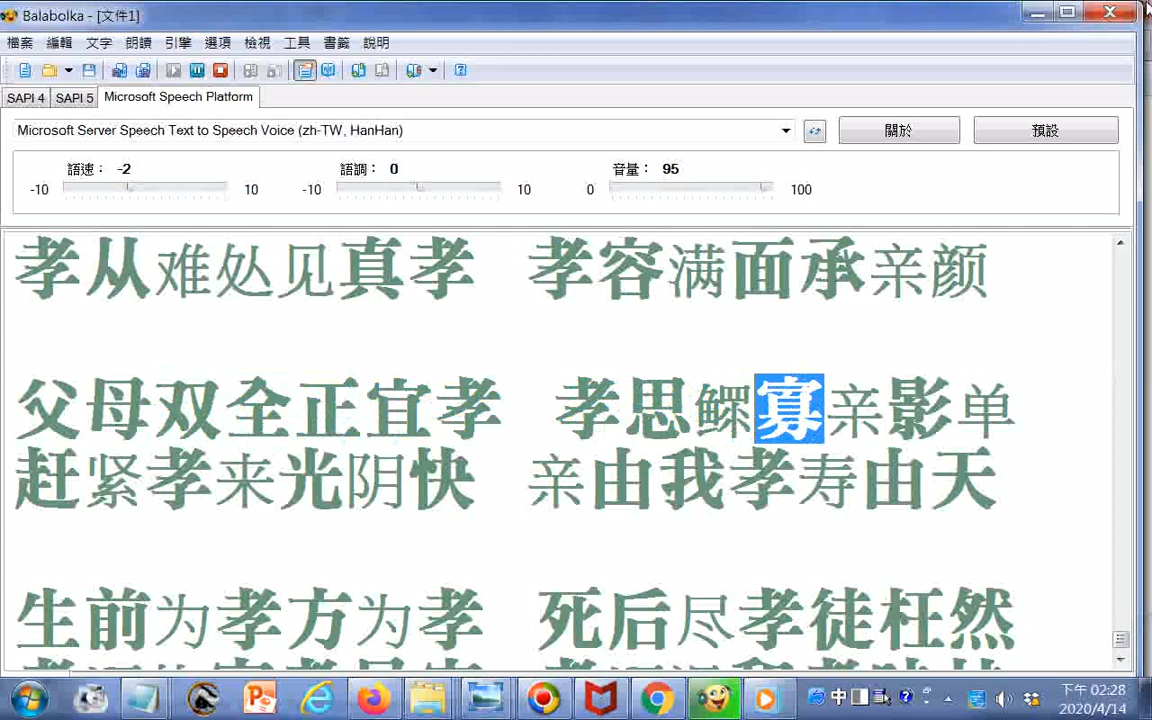 Balabolka - [文件1]
檔案 編輯 文字 朗讀 引擎 選項 檢視 工具 書籤 說明
SAPI 4 SAPI 5 Microsoft Speech Platform
Microsoft Server Speech Text to Speech Voice (zh-TW, HanHan) 關於 預設
語速： -2 語調： 0 音量： 95
-10 10 -10 10 0 100
孝从难处见真孝 孝容满面承亲颜
父母双全正宜孝 孝思鳏寡亲影单
赶紧孝来光阴快 亲由我孝寿由天
生前为孝方为孝 死后尽孝徒枉然
中
下午 02:28
2020/4/14